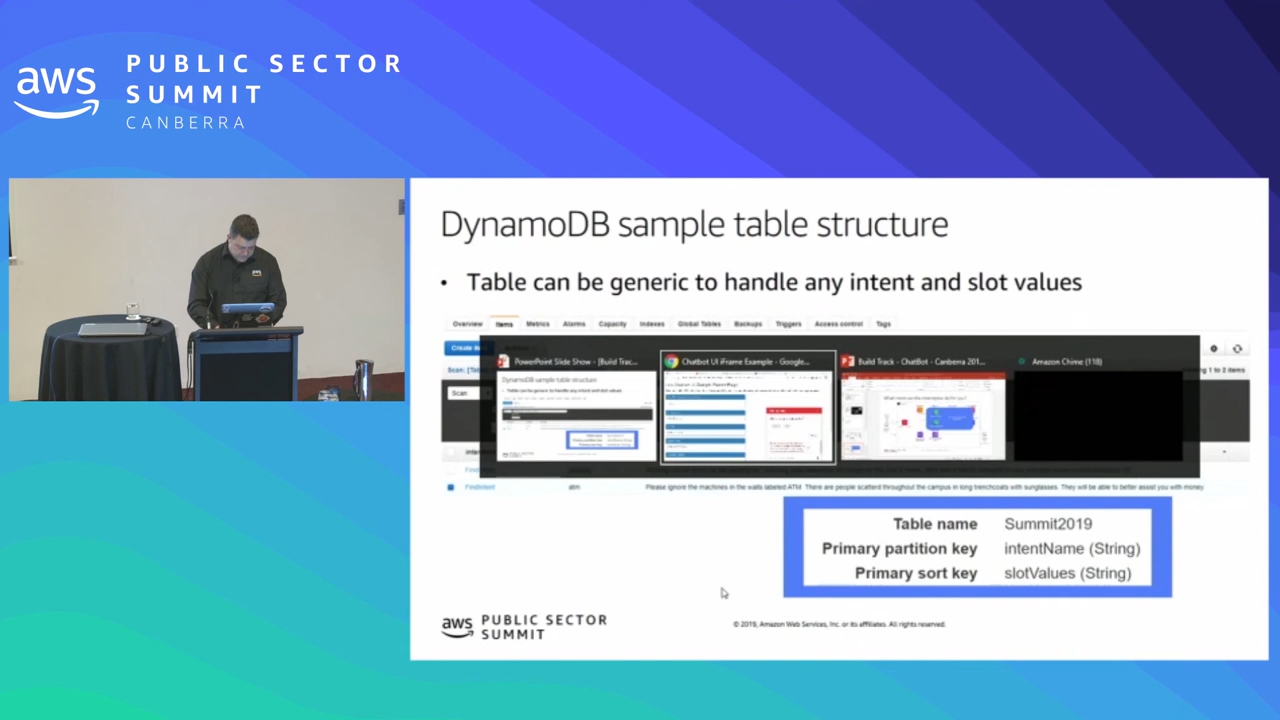 aws
PUBLIC SECTOR
SUMMIT
CANBERRA
DynamoDB sample table structure
• Table can be generic to handle any intent and slot values
Overview Items Metrics Alarms Capacity Indexes Global Tables Backups Triggers Access control Tags
PowerPoint Slide Show - [Build Trac...
Chatbot UI iFrame Example - Google...
Build Track - ChatBot - Canberra 201...
Amazon Chime (118)
Scan
atm Please ignore the machines in the walls labeled ATM. There are people scatterd throughout the campus in long trenchcoats with sunglasses. They will be able to better assist you with money
Table name Summit2019
Primary partition key intentName (String)
Primary sort key slotValues (String)
aws PUBLIC SECTOR
SUMMIT
© 2019, Amazon Web Services, Inc. or its affiliates. All rights reserved.